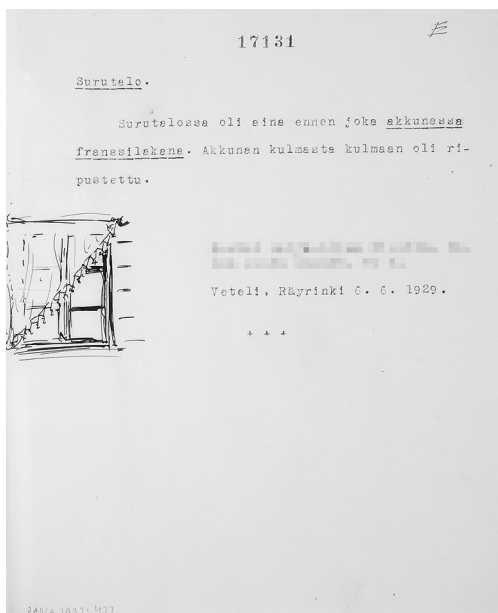 17131
E
Surutalo.
Surutalossa oli aina ennen joka akkunassa
franssilakana. Akkunan kulmasta kulmaan oli ri-
pustettu.
Veteli, Räyrinki 6. 6. 1929.
+ + +